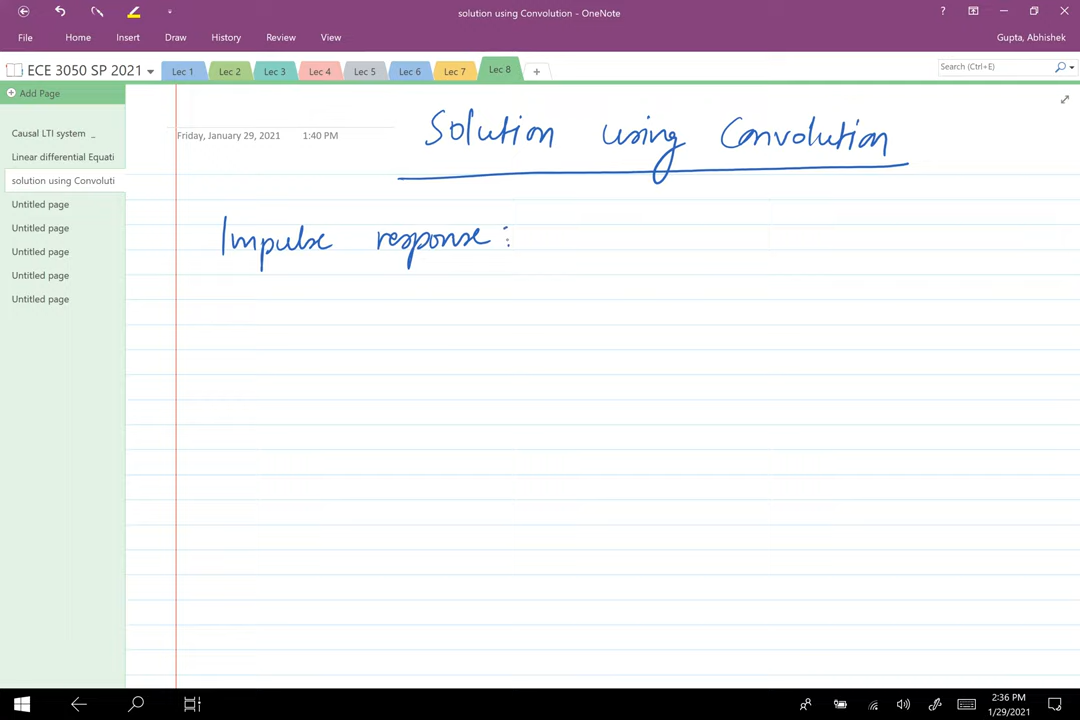 solution using Convolution - OneNote
?
File Home Insert Draw History Review View
Gupta, Abhishek
ECE 3050 SP 2021
Lec 1 Lec 2 Lec 3 Lec 4 Lec 5 Lec 6 Lec 7 Lec 8 +
Search (Ctrl+E)
Add Page
Causal LTI system _
Linear differential Equati
solution using Convoluti
Untitled page
Untitled page
Untitled page
Untitled page
Untitled page
Solution using Convolution
Friday, January 29, 2021 1:40 PM
Impulse response:
2:36 PM
1/29/2021